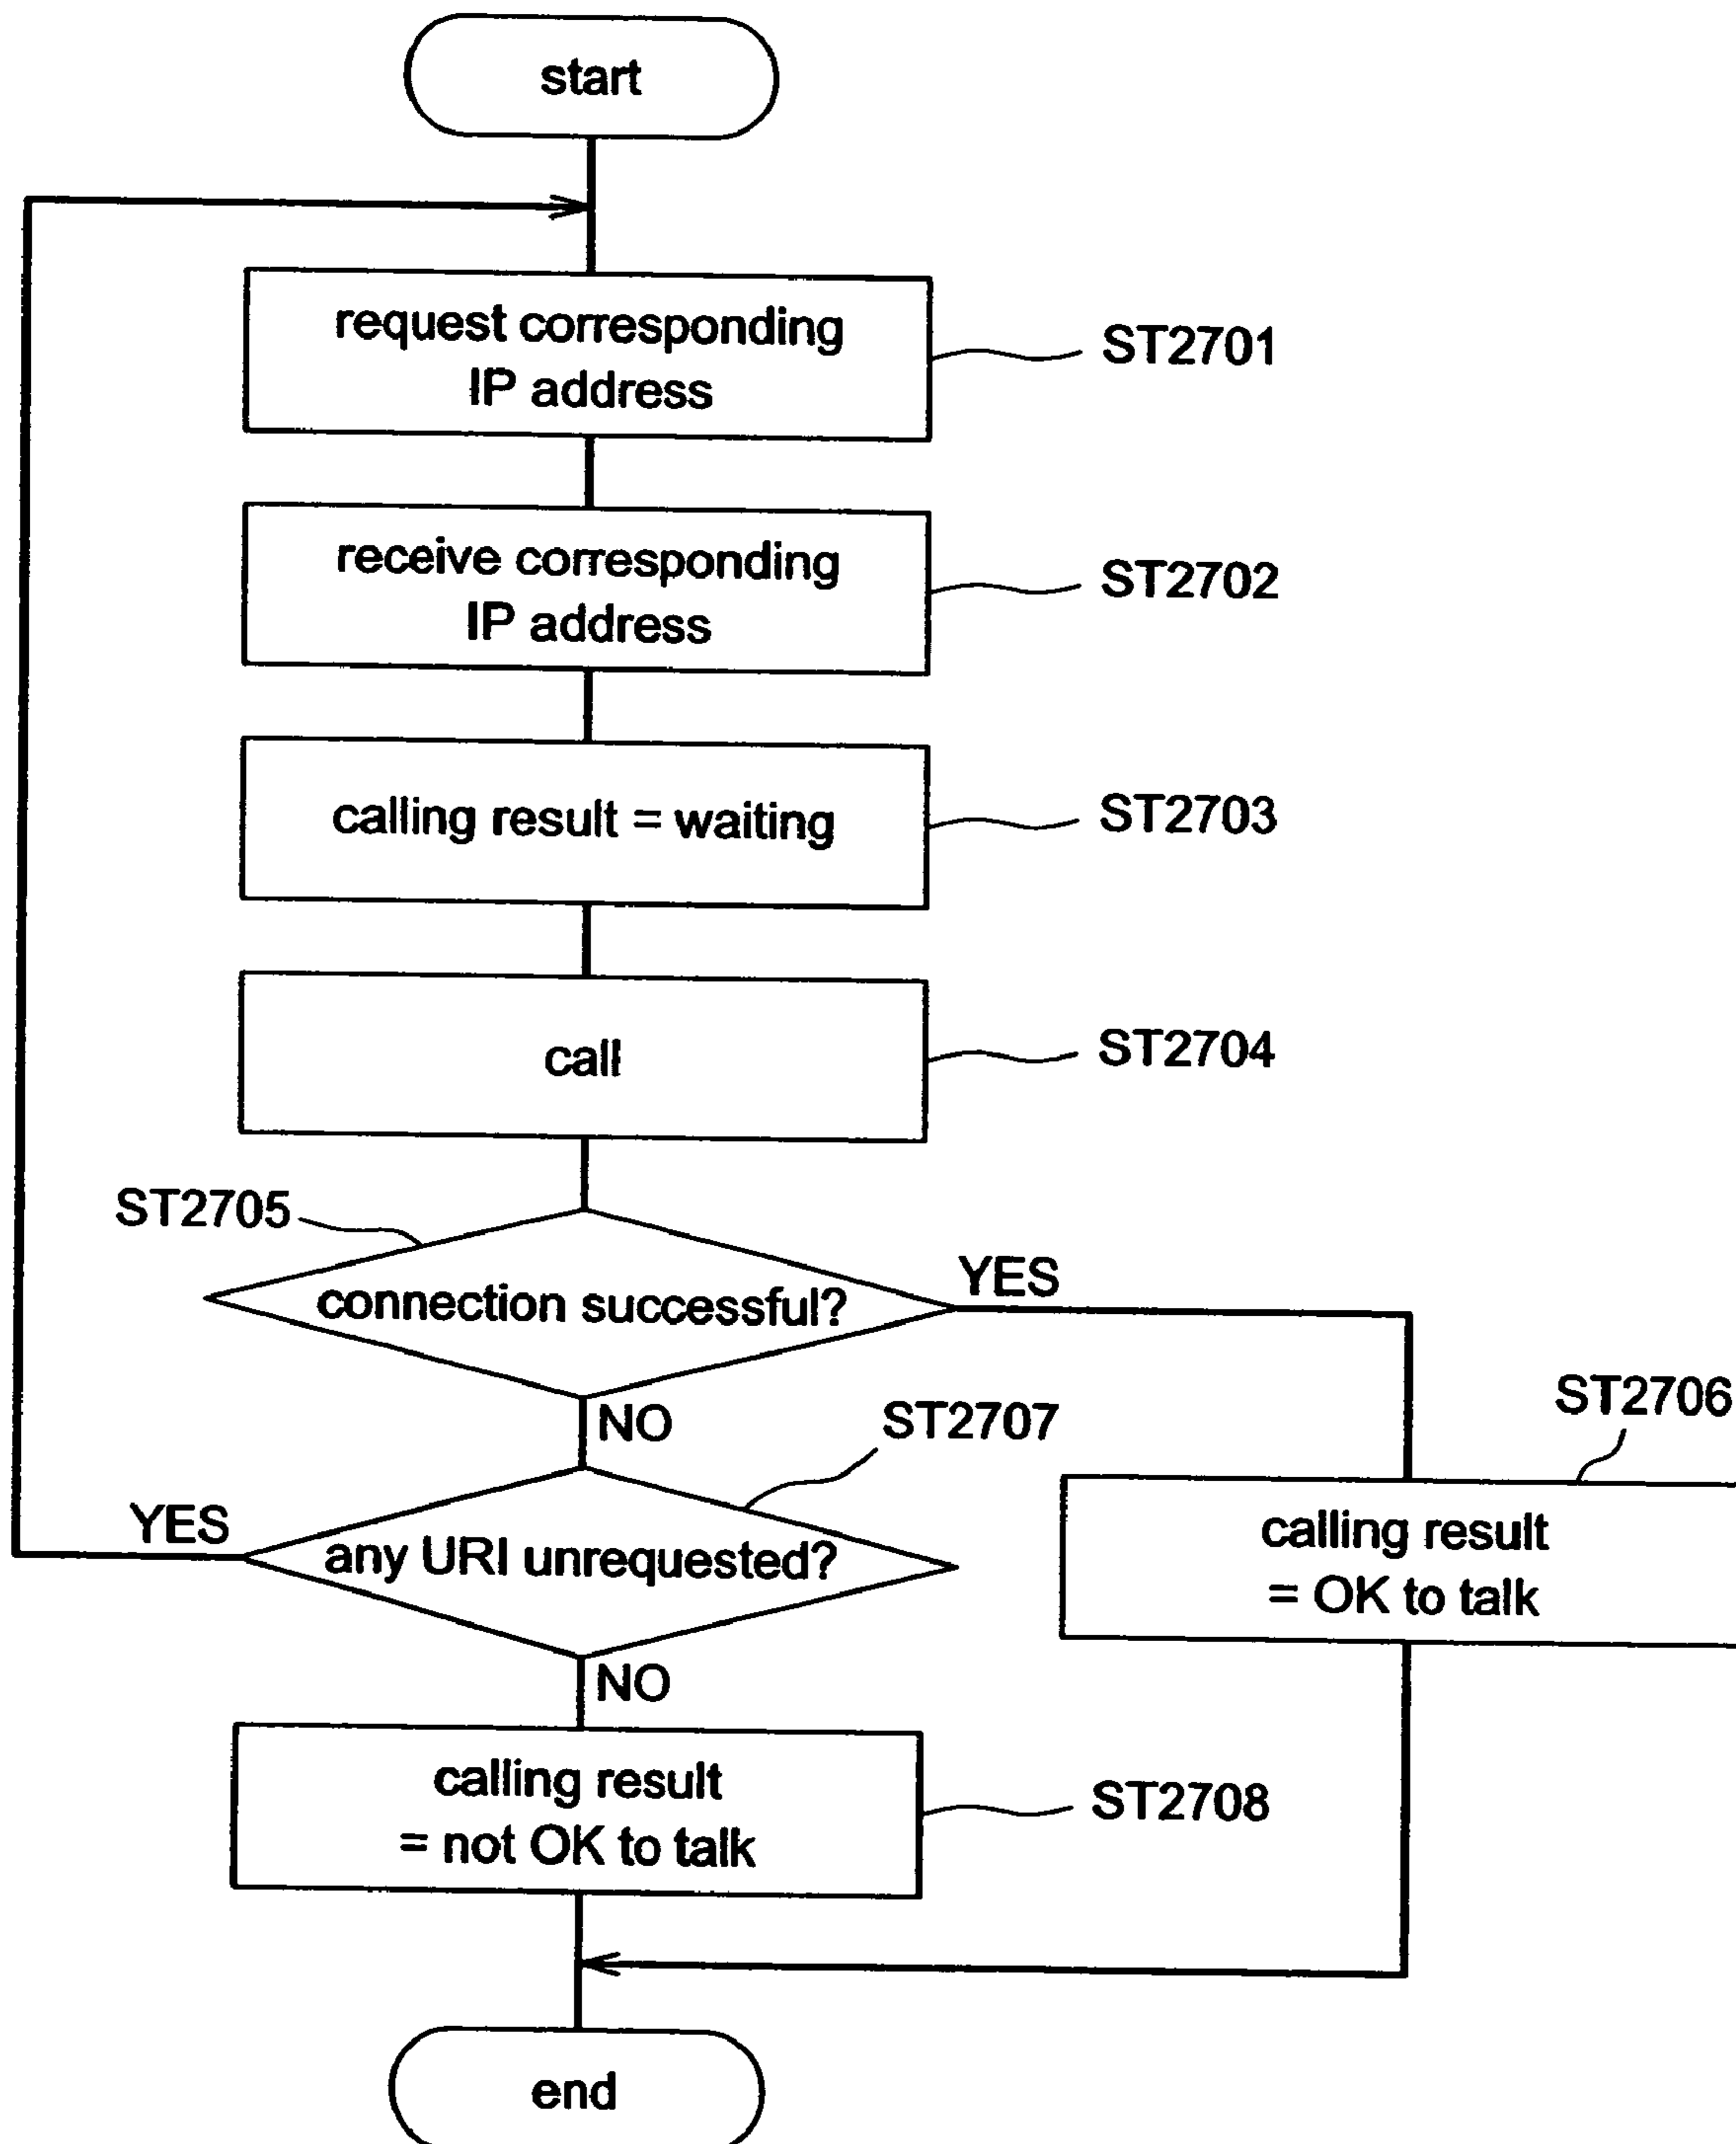 start
request corresponding
IP address
ST2701
receive corresponding
IP address
ST2702
calling result = waiting
ST2703
call
ST2704
ST2705
connection successful?
YES
NO
ST2707
ST2706
YES
any URI unrequested?
calling result
= OK to talk
NO
calling result
= not OK to talk
ST2708
end